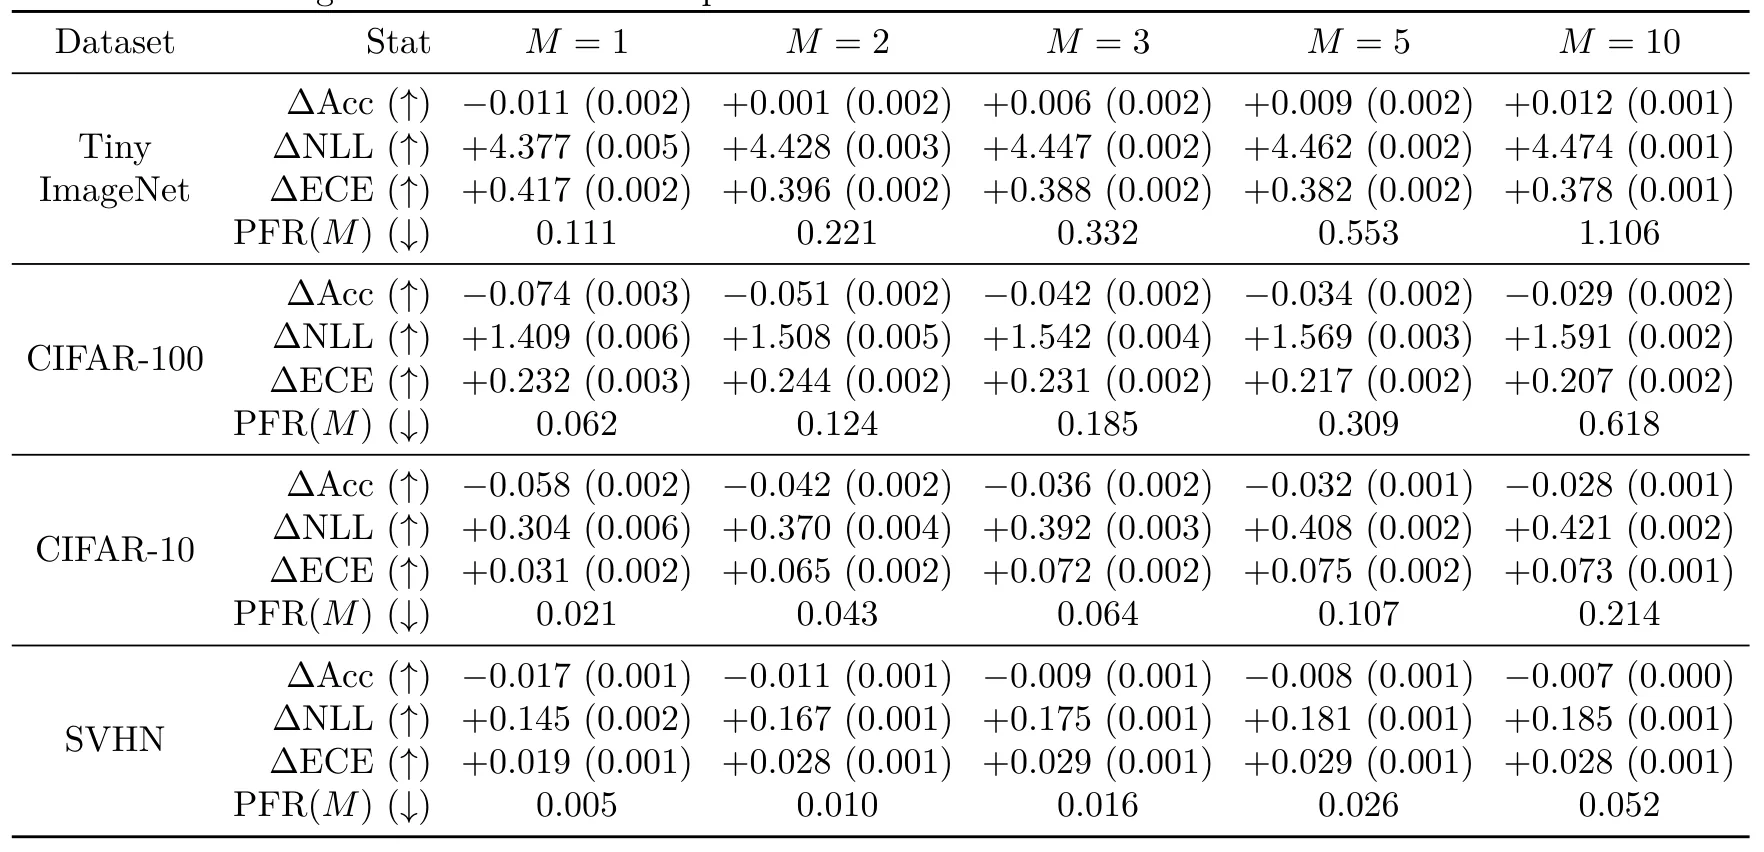 Dataset Stat M = 1 M = 2 M = 3 M = 5 M = 10
Tiny ImageNet
ΔAcc (↑) −0.011 (0.002) +0.001 (0.002) +0.006 (0.002) +0.009 (0.002) +0.012 (0.001)
ΔNLL (↑) +4.377 (0.005) +4.428 (0.003) +4.447 (0.002) +4.462 (0.002) +4.474 (0.001)
ΔECE (↑) +0.417 (0.002) +0.396 (0.002) +0.388 (0.002) +0.382 (0.002) +0.378 (0.001)
PFR(M) (↓) 0.111 0.221 0.332 0.553 1.106
CIFAR-100
ΔAcc (↑) −0.074 (0.003) −0.051 (0.002) −0.042 (0.002) −0.034 (0.002) −0.029 (0.002)
ΔNLL (↑) +1.409 (0.006) +1.508 (0.005) +1.542 (0.004) +1.569 (0.003) +1.591 (0.002)
ΔECE (↑) +0.232 (0.003) +0.244 (0.002) +0.231 (0.002) +0.217 (0.002) +0.207 (0.002)
PFR(M) (↓) 0.062 0.124 0.185 0.309 0.618
CIFAR-10
ΔAcc (↑) −0.058 (0.002) −0.042 (0.002) −0.036 (0.002) −0.032 (0.001) −0.028 (0.001)
ΔNLL (↑) +0.304 (0.006) +0.370 (0.004) +0.392 (0.003) +0.408 (0.002) +0.421 (0.002)
ΔECE (↑) +0.031 (0.002) +0.065 (0.002) +0.072 (0.002) +0.075 (0.002) +0.073 (0.001)
PFR(M) (↓) 0.021 0.043 0.064 0.107 0.214
SVHN
ΔAcc (↑) −0.017 (0.001) −0.011 (0.001) −0.009 (0.001) −0.008 (0.001) −0.007 (0.000)
ΔNLL (↑) +0.145 (0.002) +0.167 (0.001) +0.175 (0.001) +0.181 (0.001) +0.185 (0.001)
ΔECE (↑) +0.019 (0.001) +0.028 (0.001) +0.029 (0.001) +0.029 (0.001) +0.028 (0.001)
PFR(M) (↓) 0.005 0.010 0.016 0.026 0.052